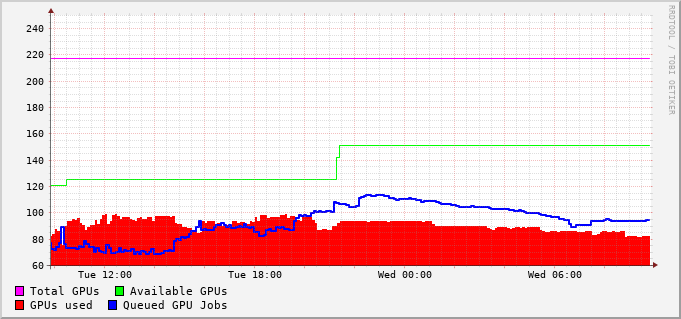 240
220
200
180
160
140
120
100
80
60
Tue 12:00 Tue 18:00 Wed 00:00 Wed 06:00
Total GPUs Available GPUs
GPUs used Queued GPU Jobs
RRDTOOL / TOBI OETIKER